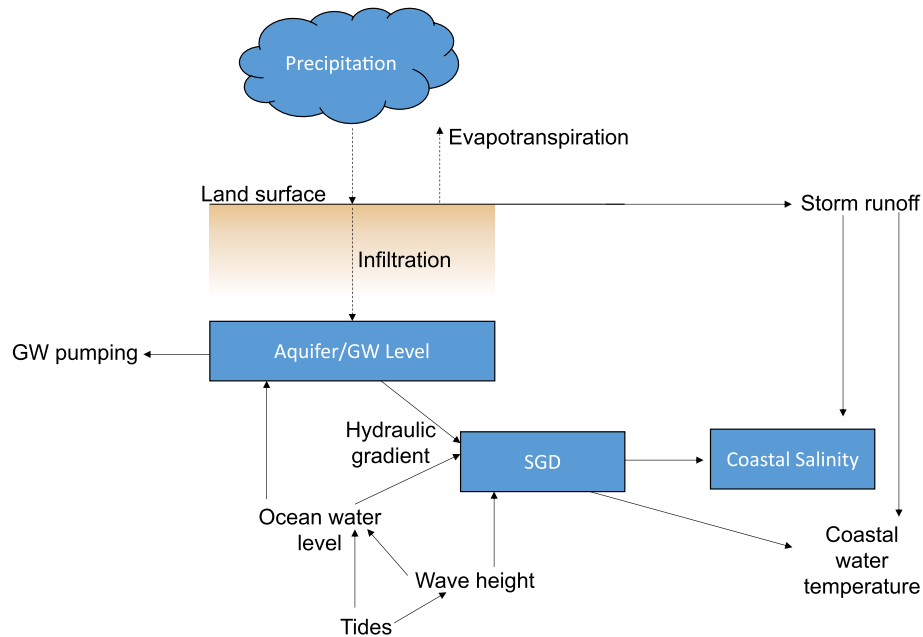 Precipitation
Evapotranspiration
Land surface
Storm runoff
Infiltration
GW pumping
Aquifer/GW Level
Hydraulic
gradient
SGD
Coastal Salinity
Ocean water
level
Coastal
water
temperature
Wave height
Tides